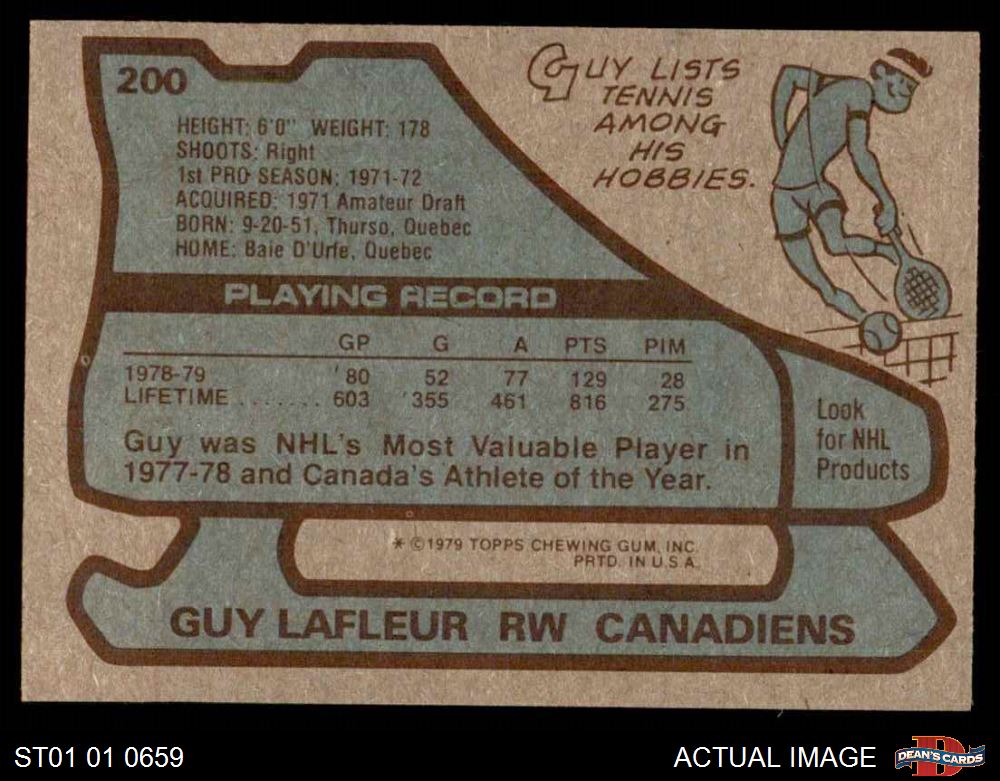 200
HEIGHT: 6'0" WEIGHT: 178
SHOOTS: Right
1st PRO SEASON: 1971-72
ACQUIRED: 1971 Amateur Draft
BORN: 9-20-51, Thurso, Quebec
HOME: Baie D'Urfe, Quebec
GUY LISTS
TENNIS
AMONG
HIS
HOBBIES.
PLAYING RECORD
GP G A PTS PIM
1978-79 80 52 77 129 28
LIFETIME ....... 603 355 461 816 275
Guy was NHL's Most Valuable Player in
1977-78 and Canada's Athlete of the Year.
Look
for NHL
Products
* ©1979 TOPPS CHEWING GUM, INC.
PRTD. IN U.S.A.
GUY LAFLEUR RW CANADIENS
ST01 01 0659
ACTUAL IMAGE
D
DEAN'S CARDS